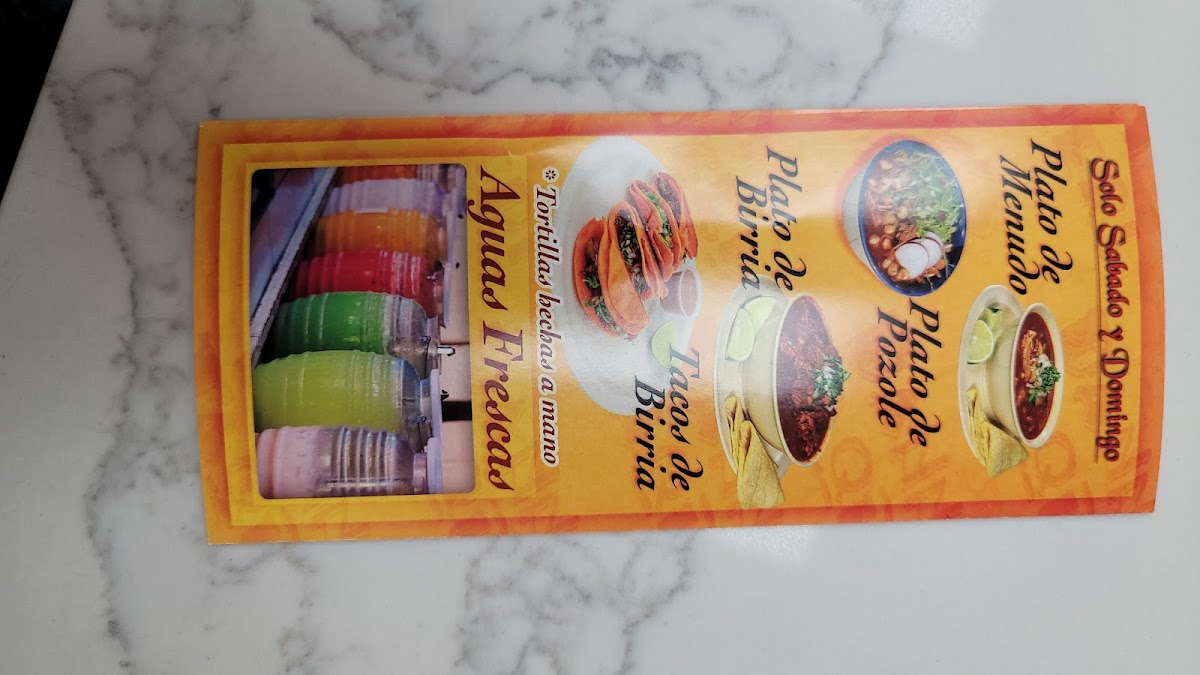 Solo Sabado y Domingo
Plato de
Menudo
Plato de
Pozole
Plato de
Birria
Tacos de
Birria
* Tortillas hechas a mano
Aguas Frescas